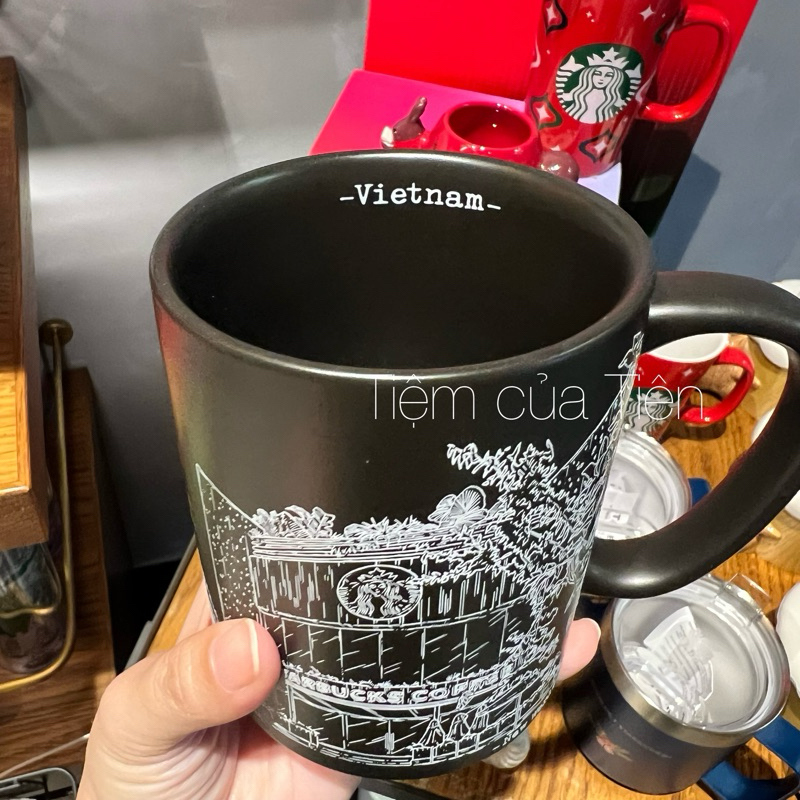 -Vietnam-
Tiệm của Tiên
STARBUCKS COFFEE